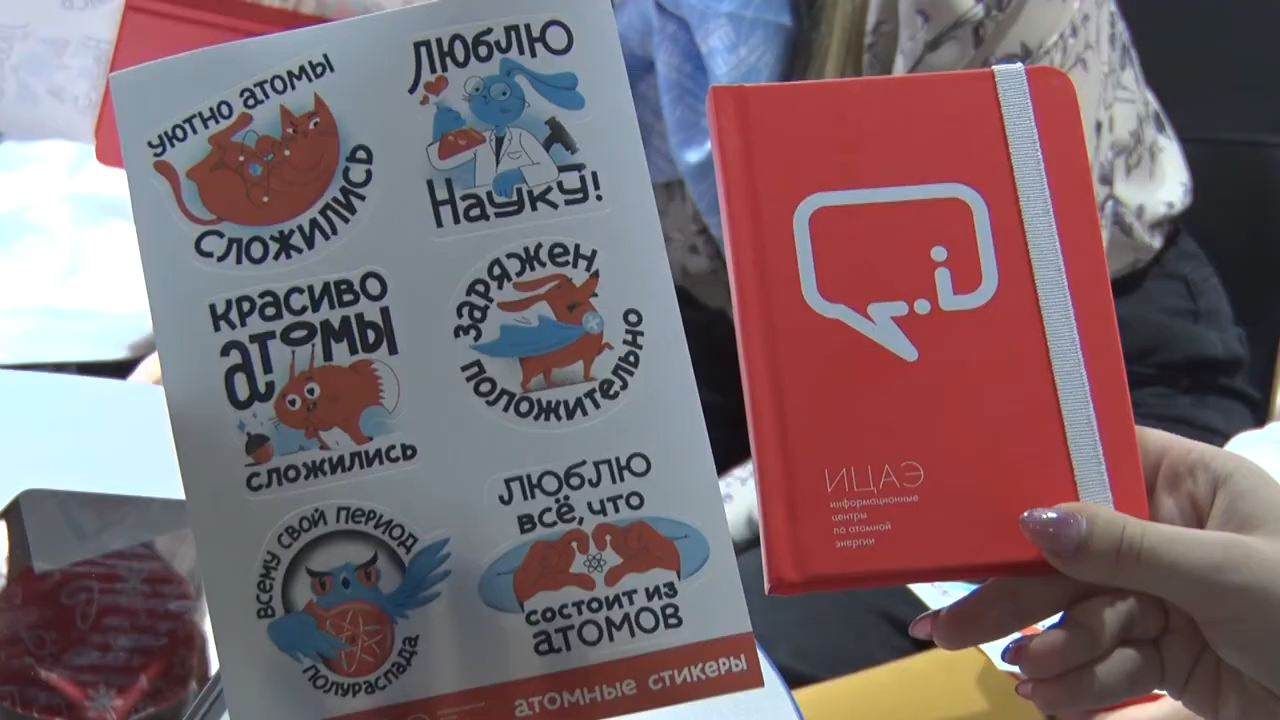 уютно атомы
сложились
люблю
Науку!
красиво
атомы
сложились
заряжен
положительно
всему свой период
полураспада
люблю
всё, что
состоит из
атомов
атомные стикеры
ИЦАЭ
информационные
центры
по атомной
энергии